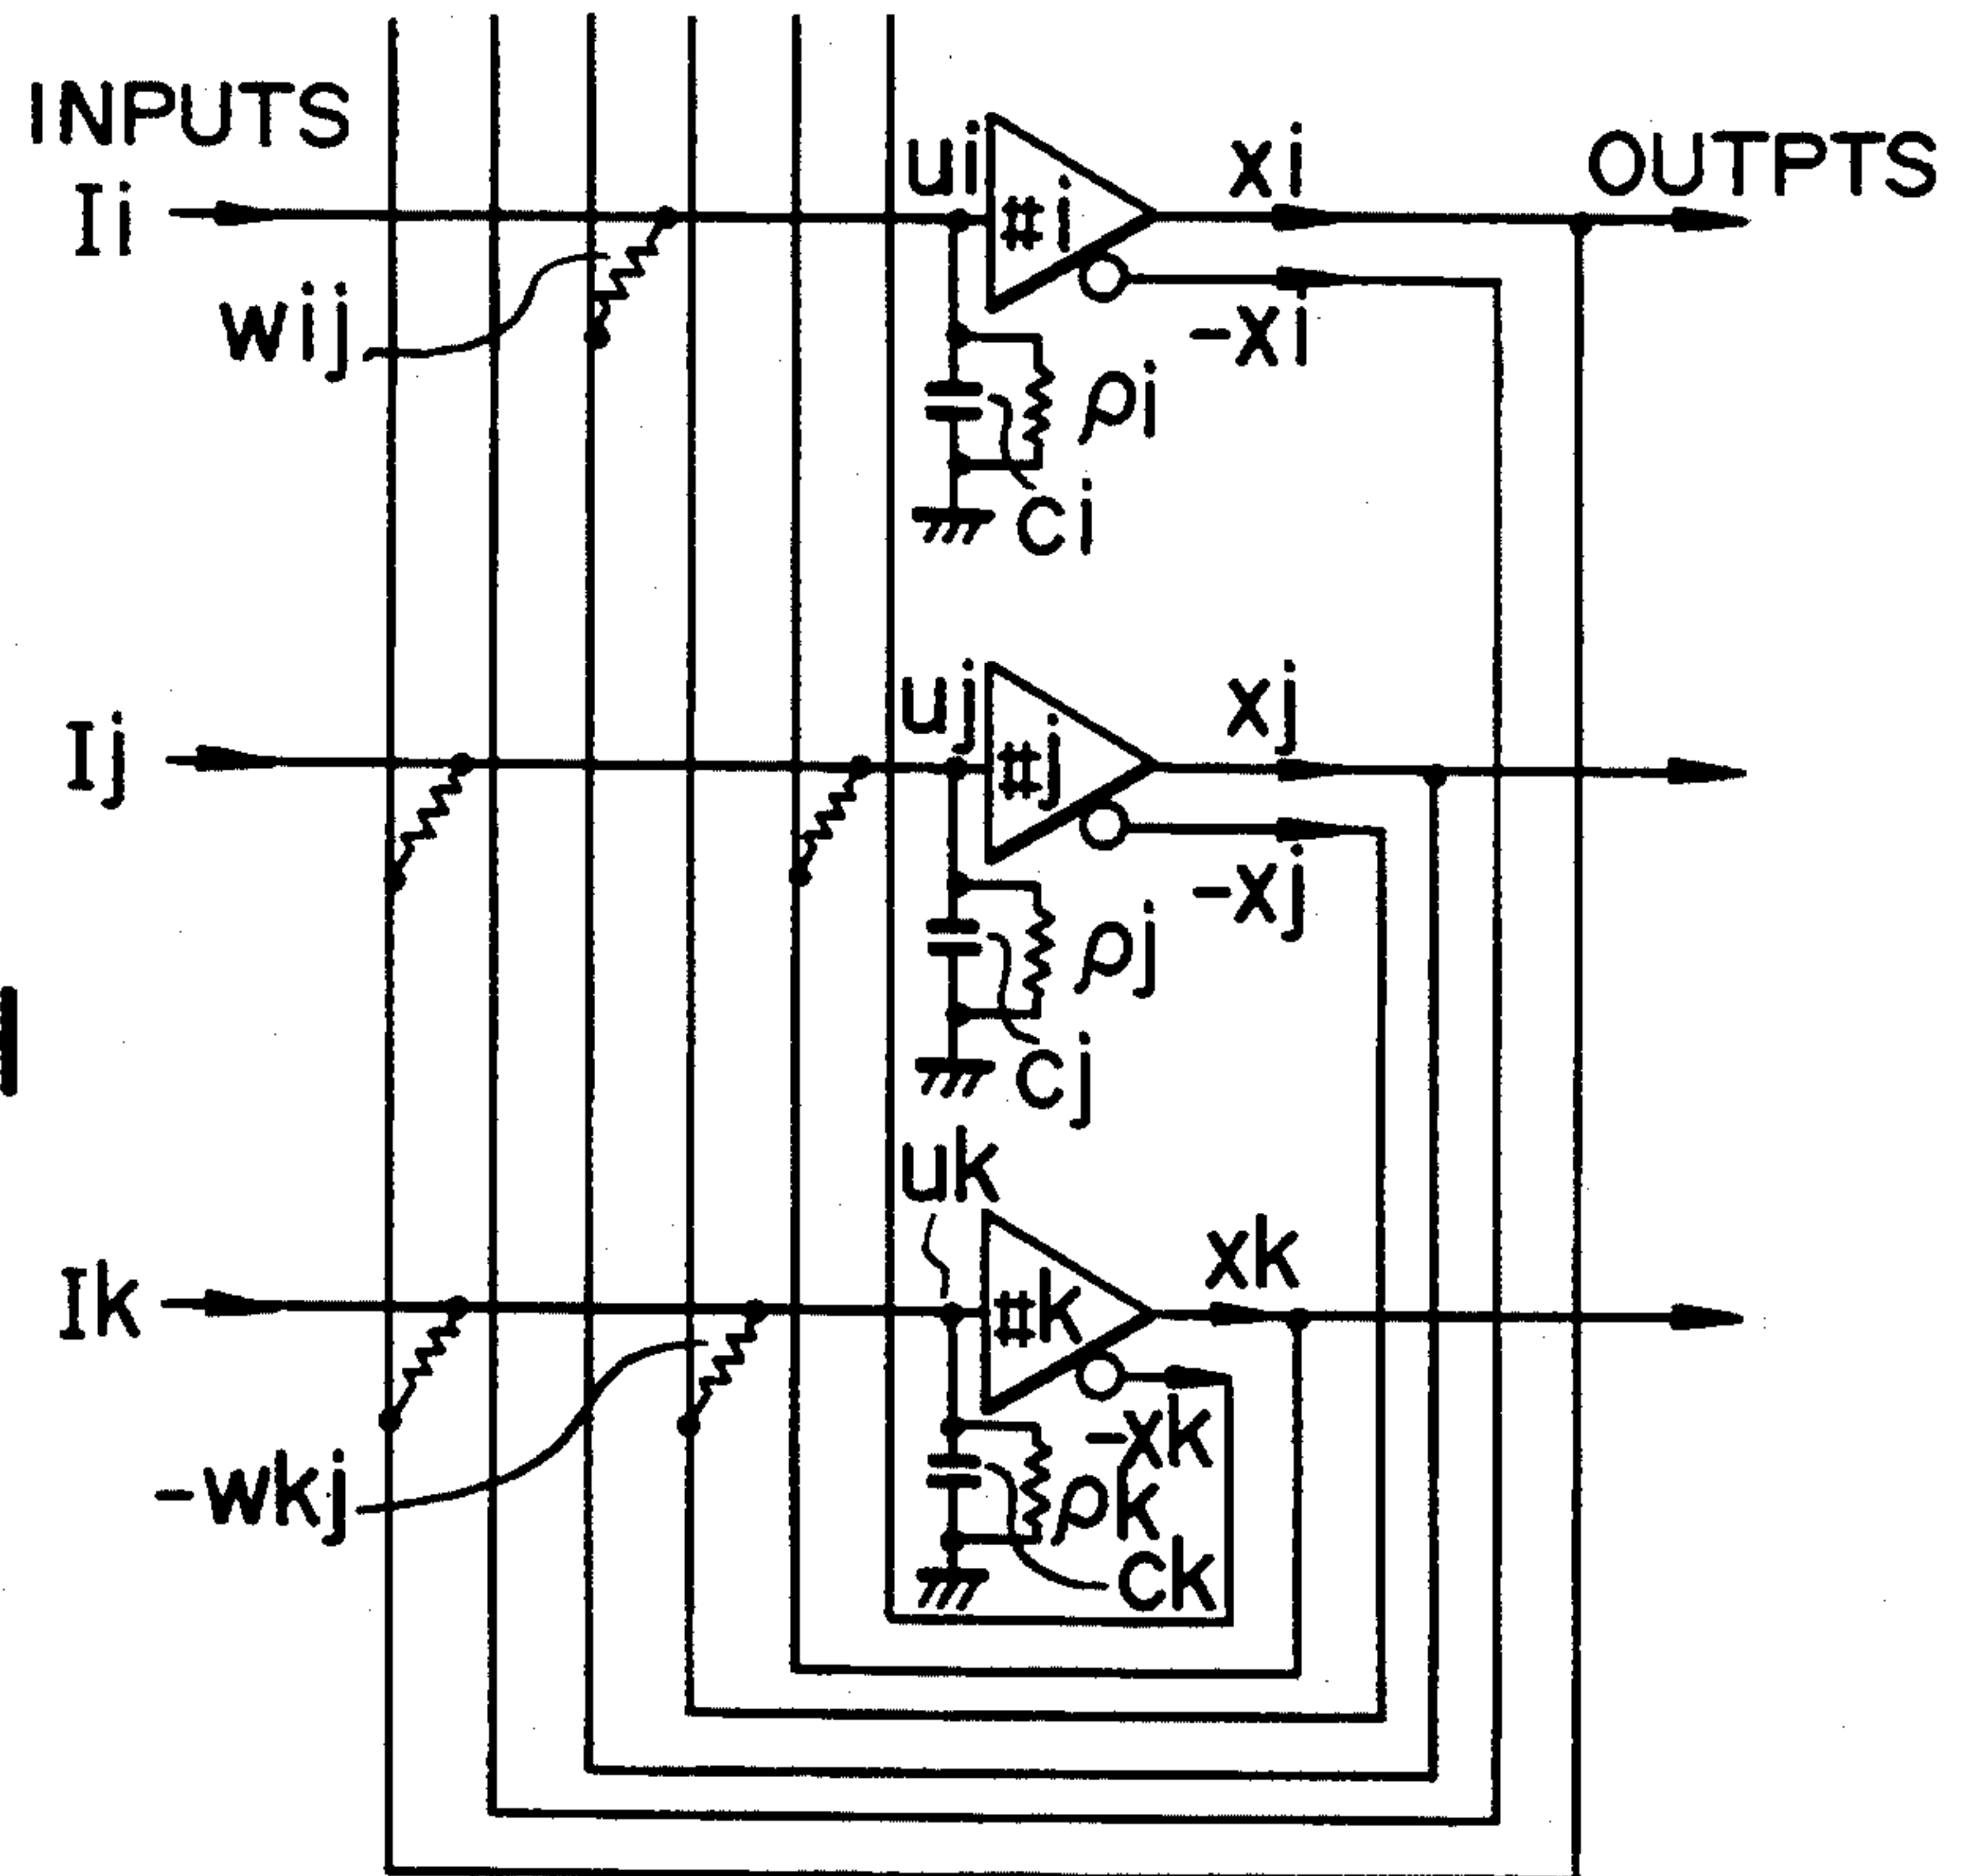 INPUTS
OUTPTS
Ii
ui
#i
xi
-xi
wij
ρi
ci
Ij
uj
#j
xj
-xj
ρj
cj
uk
Ik
#k
xk
-xk
-wkj
ρk
ck